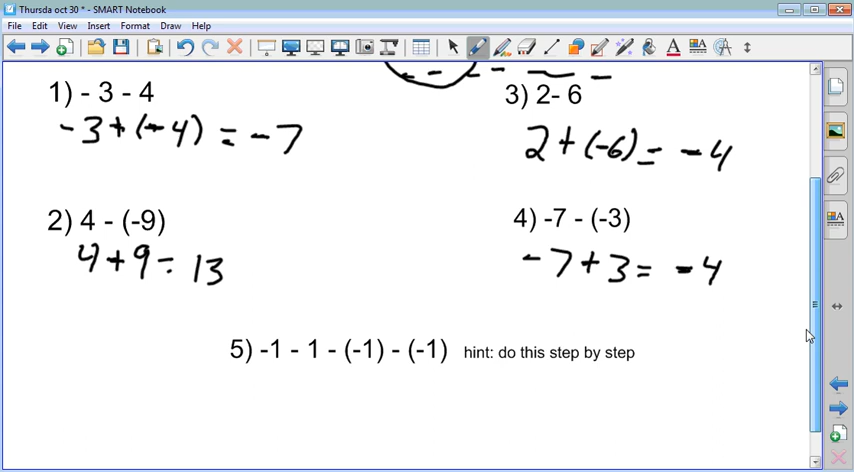 Thursda oct 30 * - SMART Notebook
File Edit View Insert Format Tools Draw Help
1) - 3 - 4
-3 + (-4) = -7
3) 2- 6
2 + (-6) = -4
2) 4 - (-9)
4 + 9 = 13
4) -7 - (-3)
-7 + 3 = -4
5) -1 - 1 - (-1) - (-1) hint: do this step by step